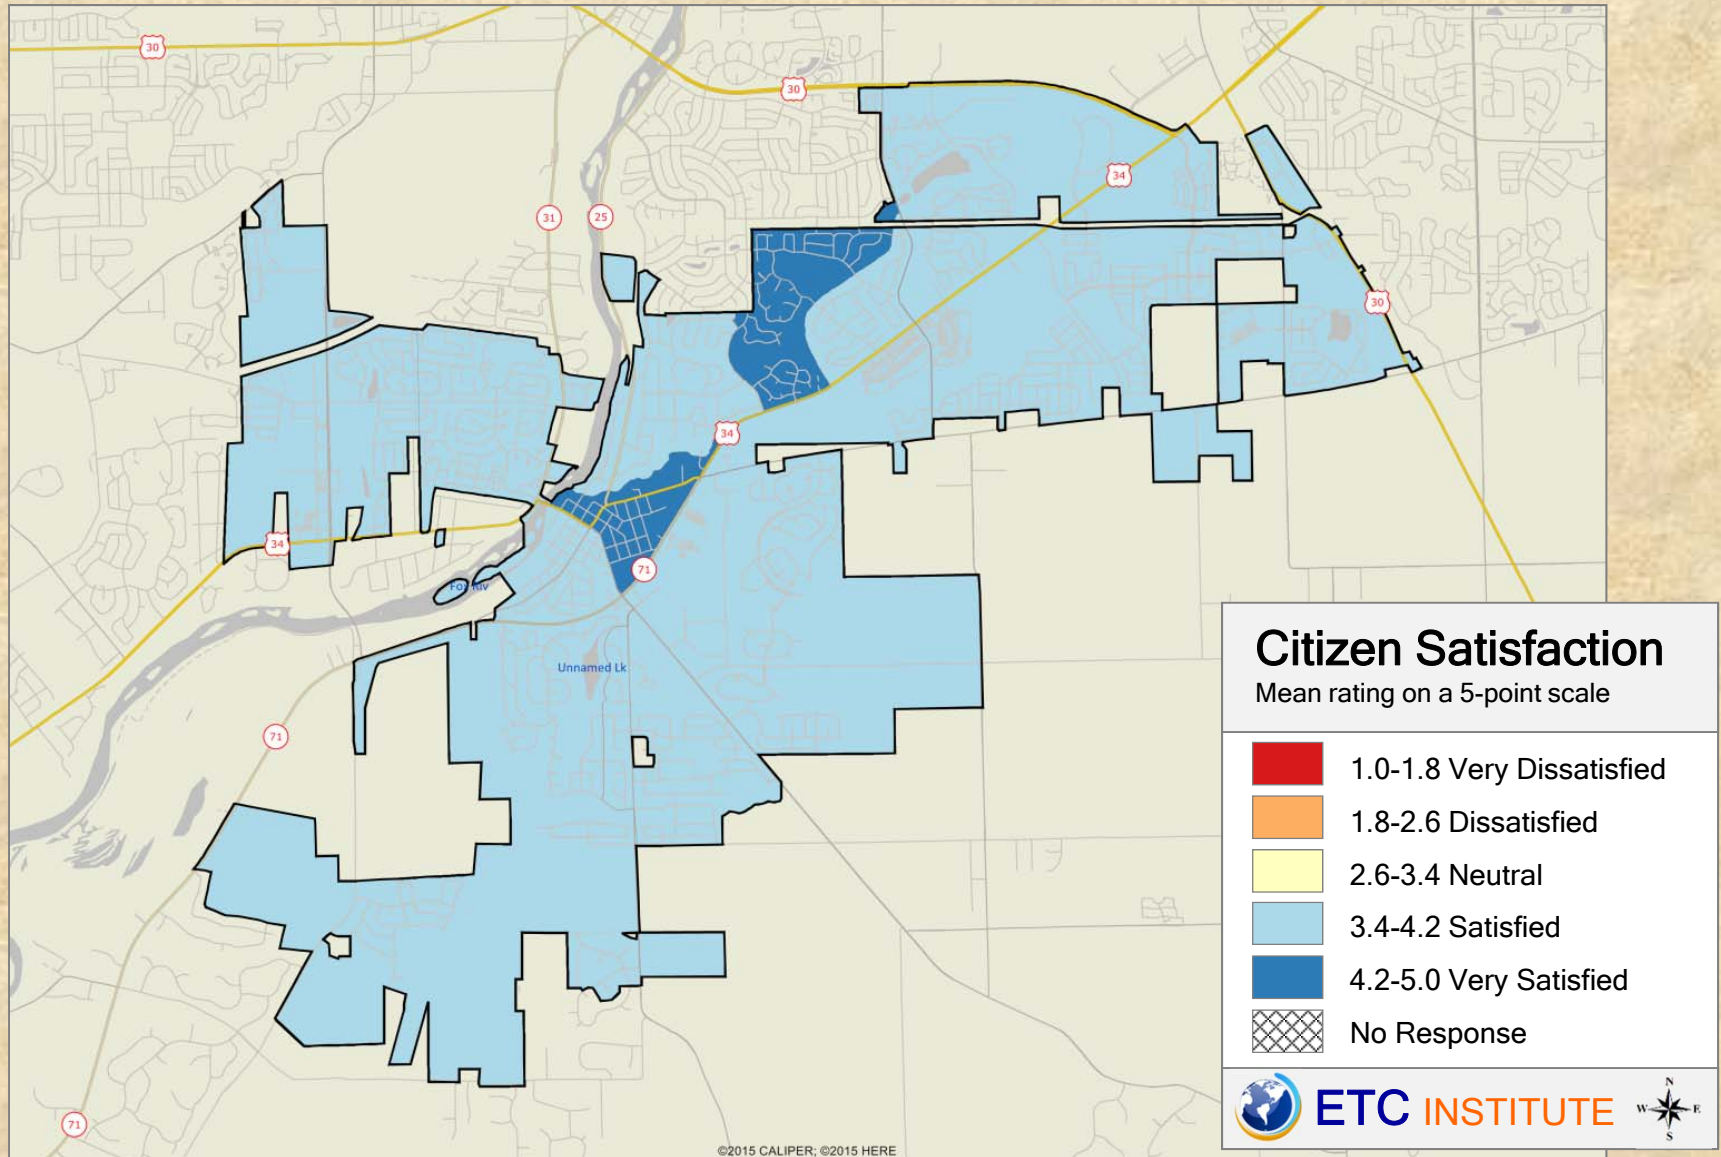 30
30
34
31
25
30
34
34
71
Fox Riv
Unnamed Lk
71
71
©2015 CALIPER; ©2015 HERE
Citizen Satisfaction
Mean rating on a 5-point scale
1.0-1.8 Very Dissatisfied
1.8-2.6 Dissatisfied
2.6-3.4 Neutral
3.4-4.2 Satisfied
4.2-5.0 Very Satisfied
No Response
ETC INSTITUTE
N
W E
S